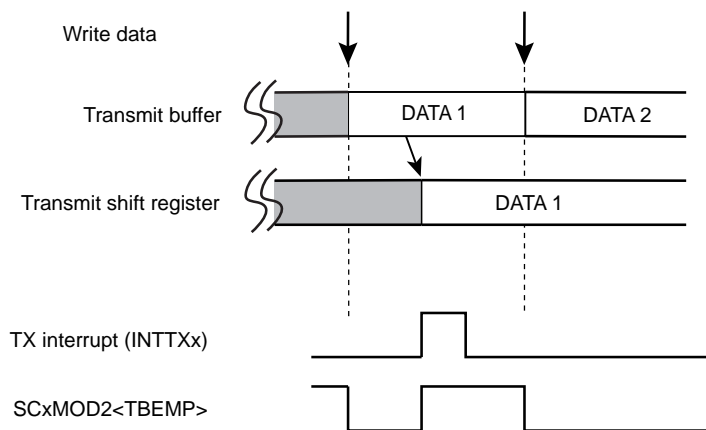 Write data
Transmit buffer
DATA 1
DATA 2
Transmit shift register
DATA 1
TX interrupt (INTTXx)
SCxMOD2<TBEMP>